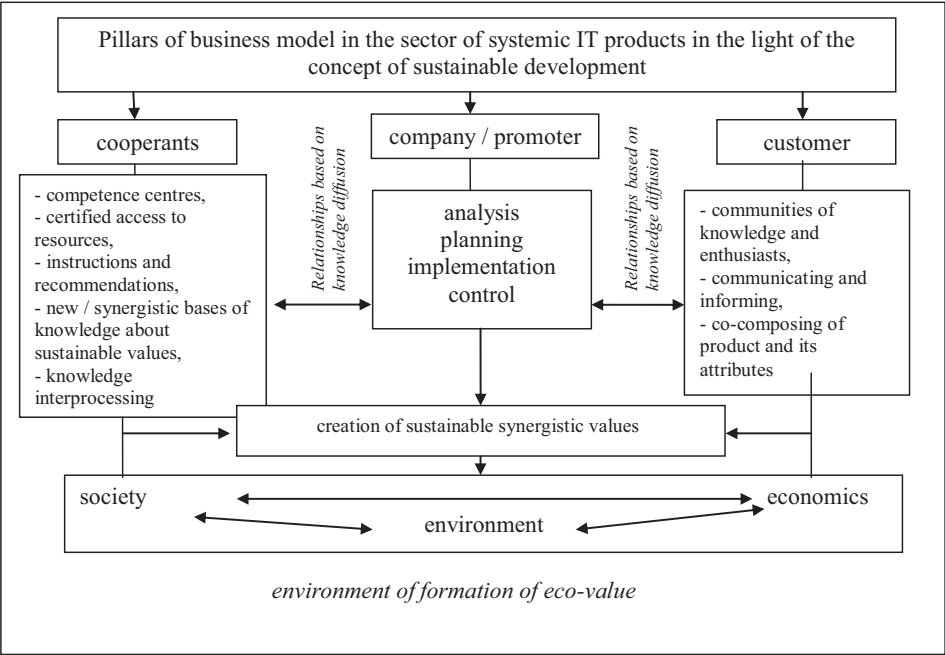 Pillars of business model in the sector of systemic IT products in the light of the
concept of sustainable development
cooperants
company / promoter
customer
- competence centres,
- certified access to
resources,
- instructions and
recommendations,
- new / synergistic bases of
knowledge about
sustainable values,
- knowledge
interprocessing
Relationships based on
knowledge diffusion
analysis
planning
implementation
control
Relationships based on
knowledge diffusion
- communities of
knowledge and
enthusiasts,
- communicating and
informing,
- co-composing of
product and its
attributes
creation of sustainable synergistic values
society
economics
environment
environment of formation of eco-value